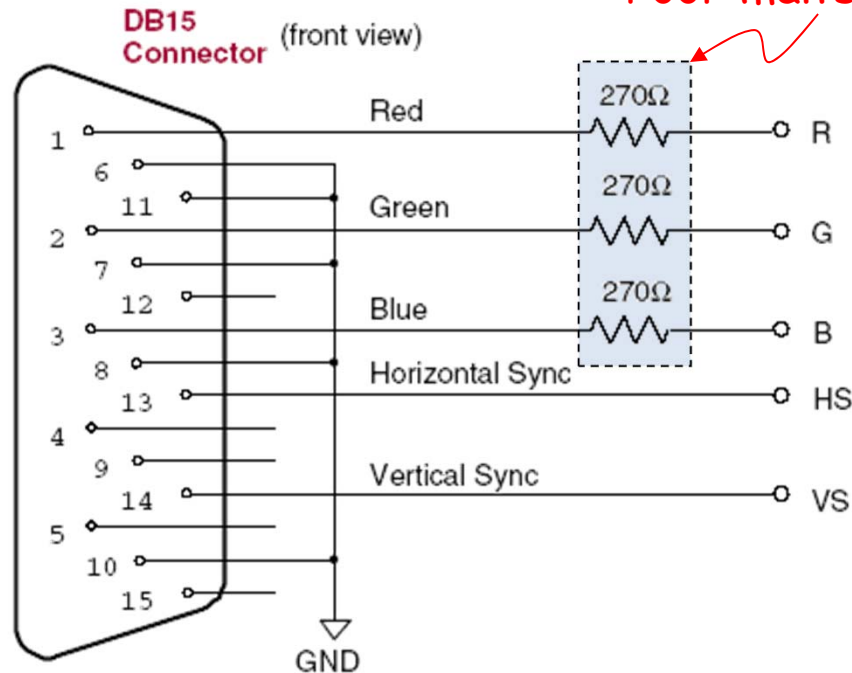 DB15
Connector (front view)
270Ω
Red
R
1
6
270Ω
11
Green
2
G
7
270Ω
12
Blue
3
B
8
Horizontal Sync
13
HS
4
9
Vertical Sync
14
VS
5
10
15
GND